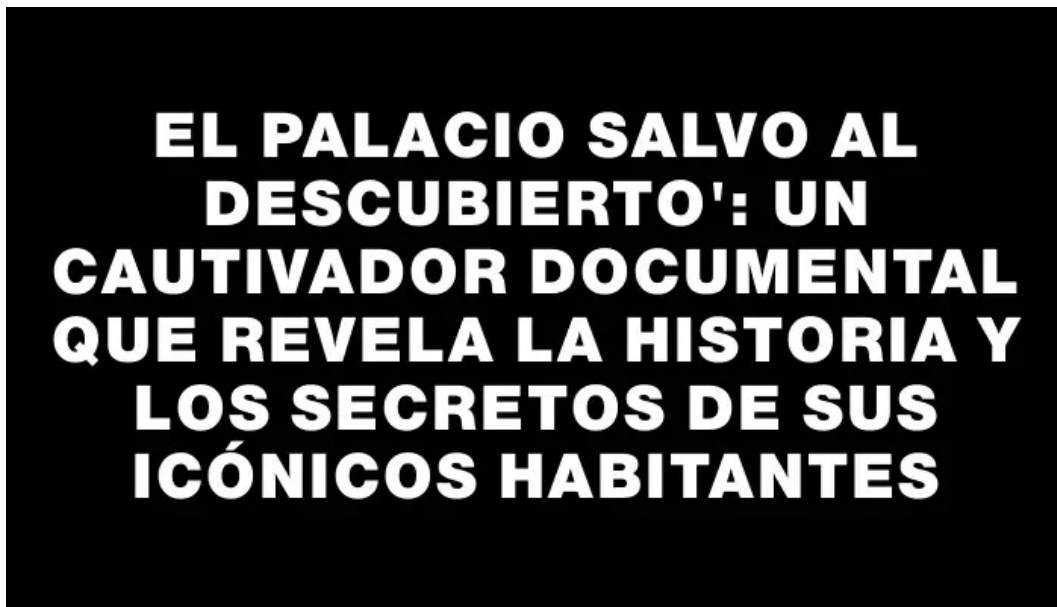 EL PALACIO SALVO AL
DESCUBIERTO': UN
CAUTIVADOR DOCUMENTAL
QUE REVELA LA HISTORIA Y
LOS SECRETOS DE SUS
ICÓNICOS HABITANTES